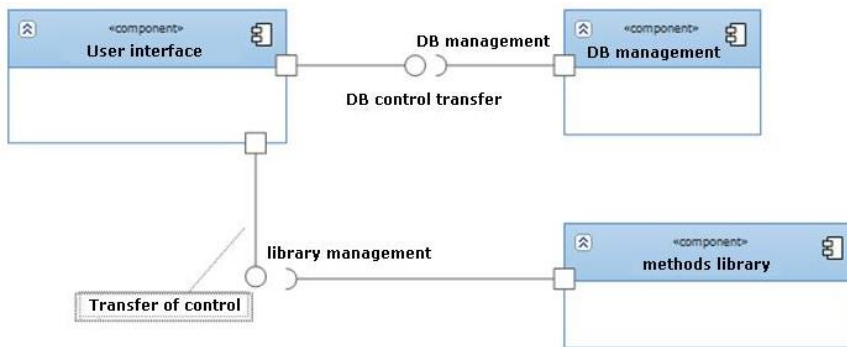 «component»
User interface
DB management
«component»
DB management
DB control transfer
library management
«component»
methods library
Transfer of control